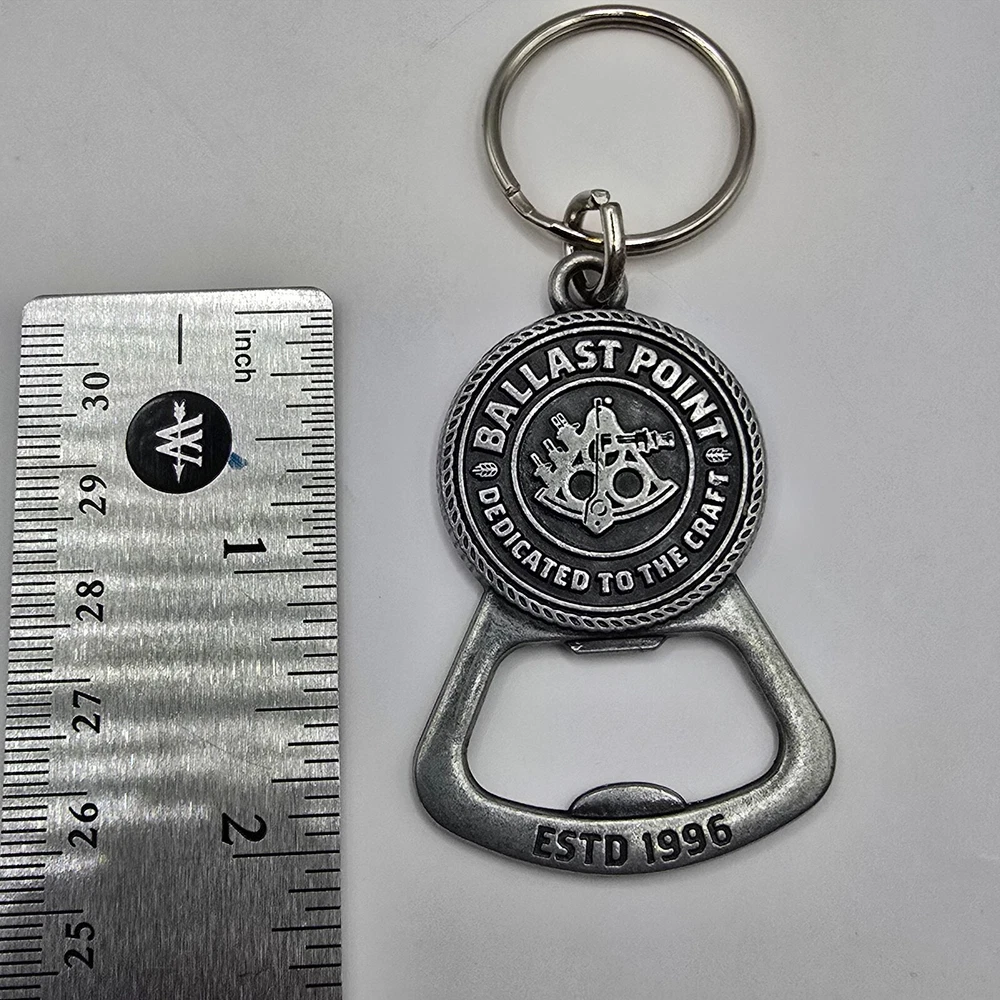 BALLAST POINT
DEDICATED TO THE CRAFT
ESTD 1996
inch
1
2
30
29
28
27
26
25
W